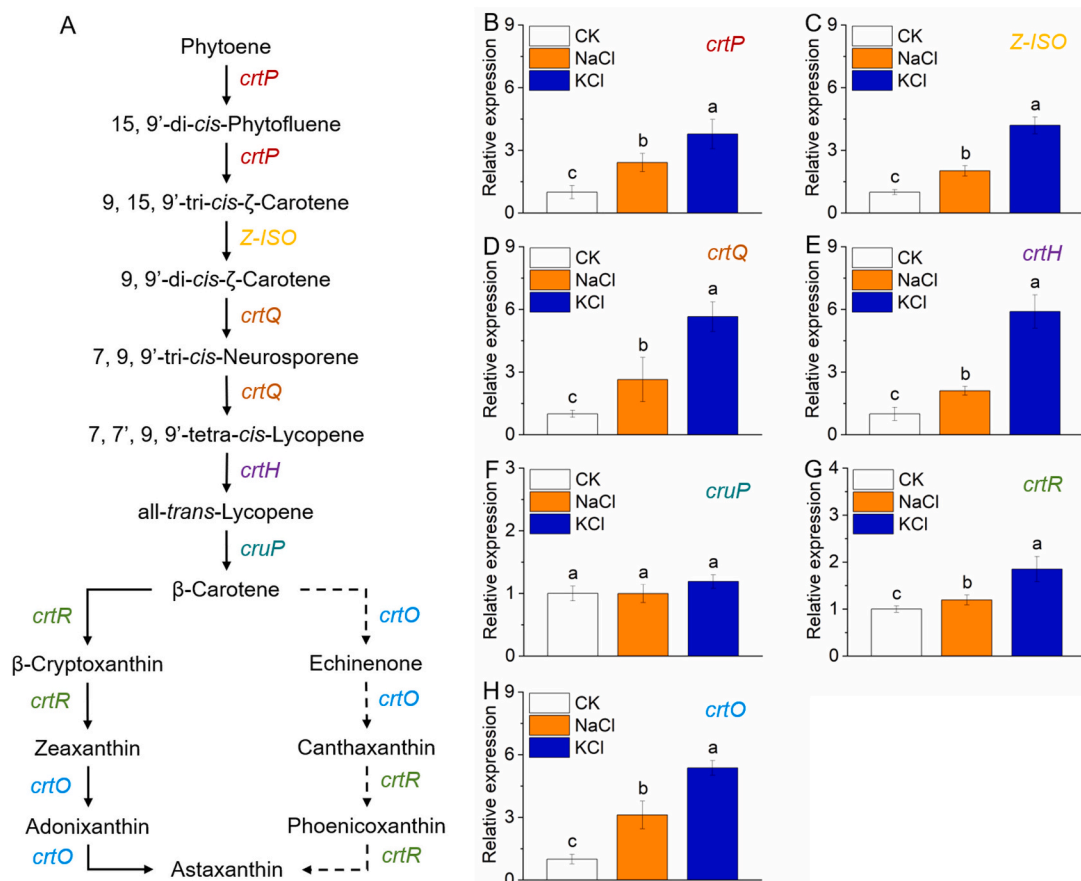 A
Phytoene
crtP
15, 9’-di-cis-Phytofluene
crtP
9, 15, 9’-tri-cis-ζ-Carotene
Z-ISO
9, 9’-di-cis-ζ-Carotene
crtQ
7, 9, 9’-tri-cis-Neurosporene
crtQ
7, 7’, 9, 9’-tetra-cis-Lycopene
crtH
all-trans-Lycopene
cruP
β-Carotene
crtR
crtO
β-Cryptoxanthin
Echinenone
crtR
crtO
Zeaxanthin
Canthaxanthin
crtO
crtR
Adonixanthin
Phoenicoxanthin
crtO
crtR
Astaxanthin
B
Relative expression
9
6
3
0
CK
NaCl
KCl
crtP
c
b
a
C
Relative expression
9
6
3
0
CK
NaCl
KCl
Z-ISO
c
b
a
D
Relative expression
9
6
3
0
CK
NaCl
KCl
crtQ
c
b
a
E
Relative expression
9
6
3
0
CK
NaCl
KCl
crtH
c
b
a
F
Relative expression
3
2
1
0
CK
NaCl
KCl
cruP
a
a
a
G
Relative expression
4
3
2
1
0
CK
NaCl
KCl
crtR
c
b
a
H
Relative expression
9
6
3
0
CK
NaCl
KCl
crtO
c
b
a